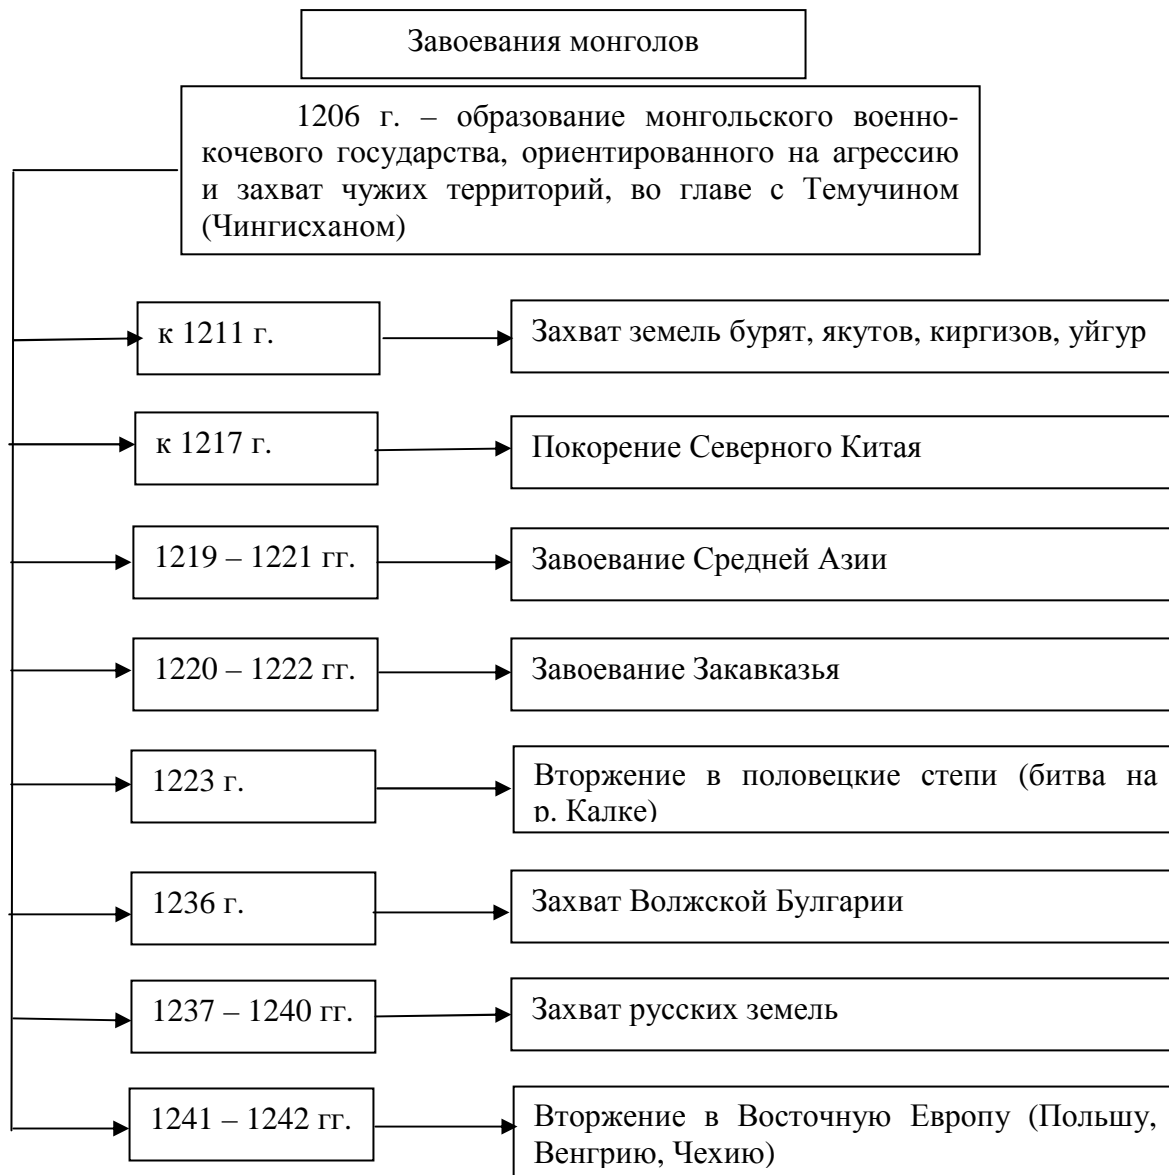 Завоевания монголов
1206 г. – образование монгольского военно-
кочевого государства, ориентированного на агрессию
и захват чужих территорий, во главе с Темучином
(Чингисханом)
к 1211 г.
Захват земель бурят, якутов, киргизов, уйгур
к 1217 г.
Покорение Северного Китая
1219 – 1221 гг.
Завоевание Средней Азии
1220 – 1222 гг.
Завоевание Закавказья
1223 г.
Вторжение в половецкие степи (битва на
р. Калке)
1236 г.
Захват Волжской Булгарии
1237 – 1240 гг.
Захват русских земель
1241 – 1242 гг.
Вторжение в Восточную Европу (Польшу,
Венгрию, Чехию)